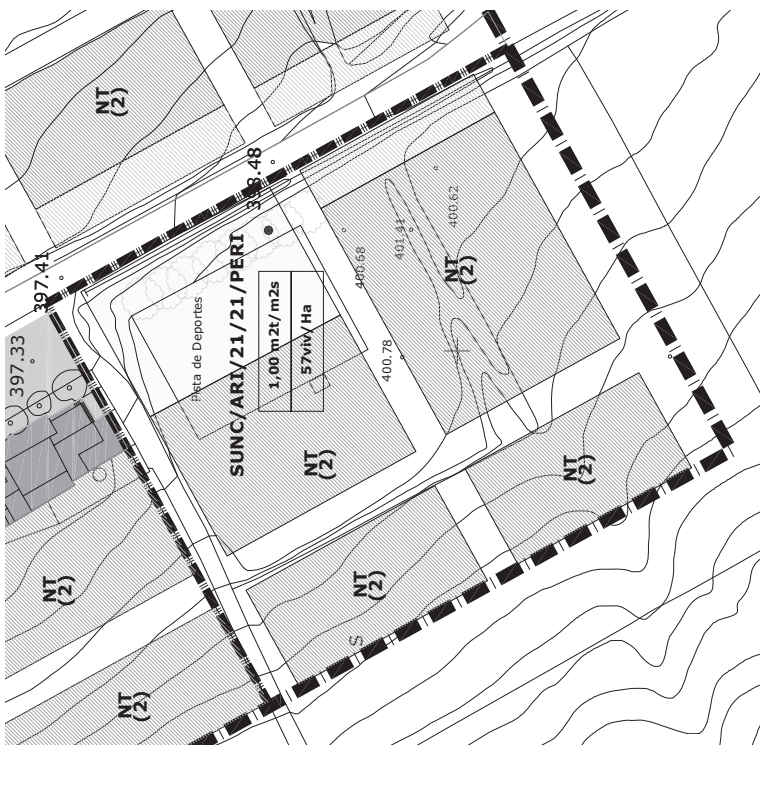 NT
(2)
398.48
397.41
397.33
Pista de Deportes
SUNC/ARI/21/21/PERI
1,00 m2t/m2s
57viv/Ha
400.68
401.41
400.62
400.78
NT
(2)
NT
(2)
NT
(2)
NT
(2)
NT
(2)
NT
(2)
S